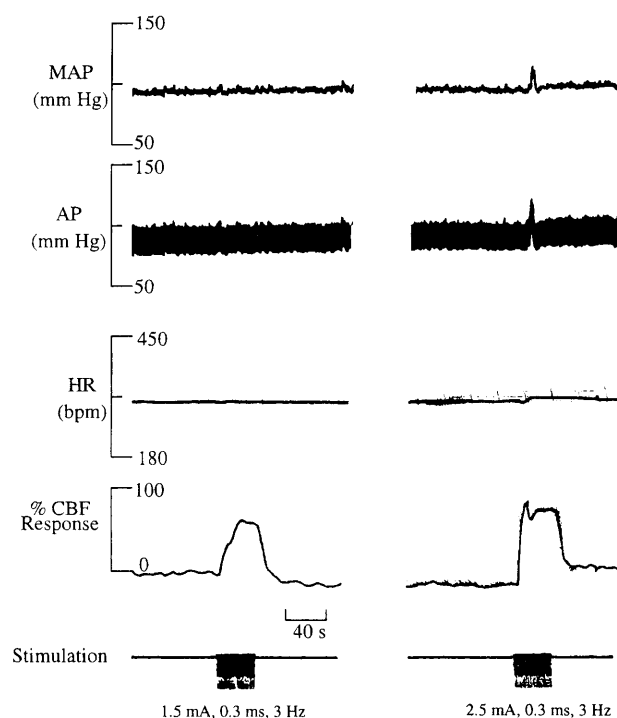 150
MAP
(mm Hg)
50
150
AP
(mm Hg)
50
450
HR
(bpm)
180
100
% CBF
Response
0
40 s
Stimulation
1.5 mA, 0.3 ms, 3 Hz
2.5 mA, 0.3 ms, 3 Hz